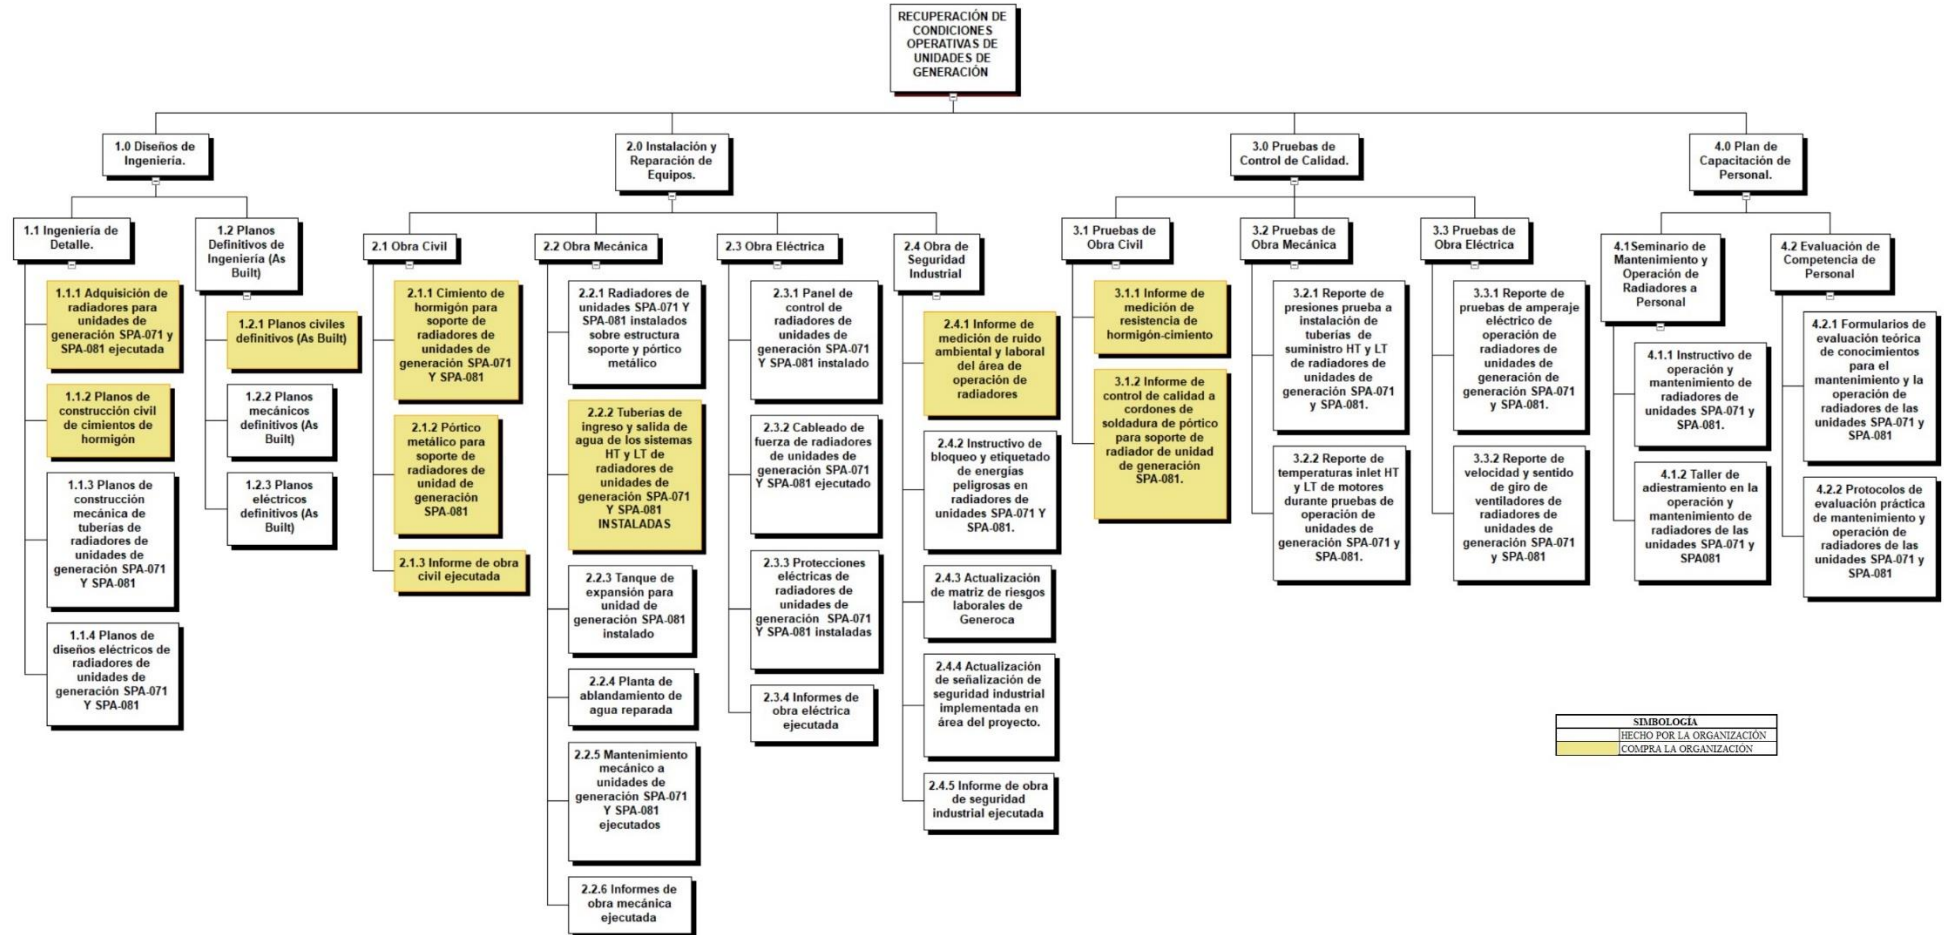 RECUPERACIÓN DE
CONDICIONES
OPERATIVAS DE
UNIDADES DE
GENERACIÓN
1.0 Diseños de
Ingeniería.
2.0 Instalación y
Reparación de
Equipos.
3.0 Pruebas de
Control de Calidad.
4.0 Plan de
Capacitación de
Personal.
1.1 Ingeniería de
Detalle.
1.1.1 Adquisición de
radiadores para
unidades de
generación SPA-071 y
SPA-081 ejecutada
1.1.2 Planos de
construcción civil
de cimientos de
hormigón
1.1.3 Planos de
construcción
mecánica de
tuberías de
radiadores de
unidades de
generación SPA-071
Y SPA-081
1.1.4 Planos de
diseños eléctricos de
radiadores de
unidades de
generación SPA-071
Y SPA-081
1.2 Planos
Definitivos de
Ingeniería (As
Built)
1.2.1 Planos civiles
definitivos (As Built)
1.2.2 Planos
mecánicos
definitivos (As
Built)
1.2.3 Planos
eléctricos
definitivos (As
Built)
2.1 Obra Civil
2.1.1 Cimiento de
hormigón para
soporte de
radiadores de
unidades de
generación SPA-071
Y SPA-081
2.1.2 Pórtico
metálico para
soporte de
radiadores de
unidad de
generación
SPA-081
2.1.3 Informe de obra
civil ejecutada
2.2 Obra Mecánica
2.2.1 Radiadores de
unidades SPA-071 Y
SPA-081 instalados
sobre estructura
soporte y pórtico
metálico
2.2.2 Tuberías de
ingreso y salida de
agua de los sistemas
HT y LT de
radiadores de
unidades de
generación SPA-071
Y SPA-081
INSTALADAS
2.2.3 Tanque de
expansión para
unidad de
generación SPA-081
instalado
2.2.4 Planta de
ablandamiento de
agua reparada
2.2.5 Mantenimiento
mecánico a
unidades de
generación SPA-071
Y SPA-081
ejecutados
2.2.6 Informes de
obra mecánica
ejecutada
2.3 Obra Eléctrica
2.3.1 Panel de
control de
radiadores de
unidades de
generación SPA-071
Y SPA-081 instalado
2.3.2 Cableado de
fuerza de radiadores
de unidades de
generación SPA-071
Y SPA-081 ejecutado
2.3.3 Protecciones
eléctricas de
radiadores de
unidades de
generación SPA-071
Y SPA-081 instaladas
2.3.4 Informes de
obra eléctrica
ejecutada
2.4 Obra de
Seguridad
Industrial
2.4.1 Informe de
medición de ruido
ambiental y laboral
del área de
operación de
radiadores
2.4.2 Instructivo de
bloqueo y etiquetado
de energías
peligrosas en
radiadores de
unidades SPA-071 Y
SPA-081.
2.4.3 Actualización
de matriz de riesgos
laborales de
Generoca
2.4.4 Actualización
de señalización de
seguridad industrial
implementada en
área del proyecto.
2.4.5 Informe de obra
de seguridad
industrial ejecutada
3.1 Pruebas de
Obra Civil
3.1.1 Informe de
medición de
resistencia de
hormigón-cimiento
3.1.2 Informe de
control de calidad a
cordones de
soldadura de pórtico
para soporte de
radiador de unidad
de generación
SPA-081.
3.2 Pruebas de
Obra Mecánica
3.2.1 Reporte de
presiones prueba a
instalación de
tuberías de
suministro HT y LT
de radiadores de
unidades de
generación SPA-071
y SPA-081.
3.2.2 Reporte de
temperaturas inlet HT
y LT de motores
durante pruebas de
operación de
unidades de
generación SPA-071 y
SPA-081.
3.3 Pruebas de
Obra Eléctrica
3.3.1 Reporte de
pruebas de amperaje
eléctrico de
operación de
radiadores de
unidades de
generación de
generación SPA-071
y SPA-081.
3.3.2 Reporte de
velocidad y sentido
de giro de
ventiladores de
radiadores de
unidades de
generación SPA-071
y SPA-081
4.1Seminario de
Mantenimiento y
Operación de
Radiadores a
Personal
4.1.1 Instructivo de
operación y
mantenimiento de
radiadores de
unidades SPA-071 y
SPA-081.
4.1.2 Taller de
adiestramiento en la
operación y
mantenimiento de
radiadores de las
unidades SPA-071 y
SPA081
4.2 Evaluación de
Competencia de
Personal
4.2.1 Formularios de
evaluación teórica
de conocimientos
para el
mantenimiento y la
operación de
radiadores de las
unidades SPA-071 y
SPA-081
4.2.2 Protocolos de
evaluación práctica
de mantenimiento y
operación de
radiadores de las
unidades SPA-071 y
SPA-081
SIMBOLOGÍA
HECHO POR LA ORGANIZACIÓN
COMPRA LA ORGANIZACIÓN